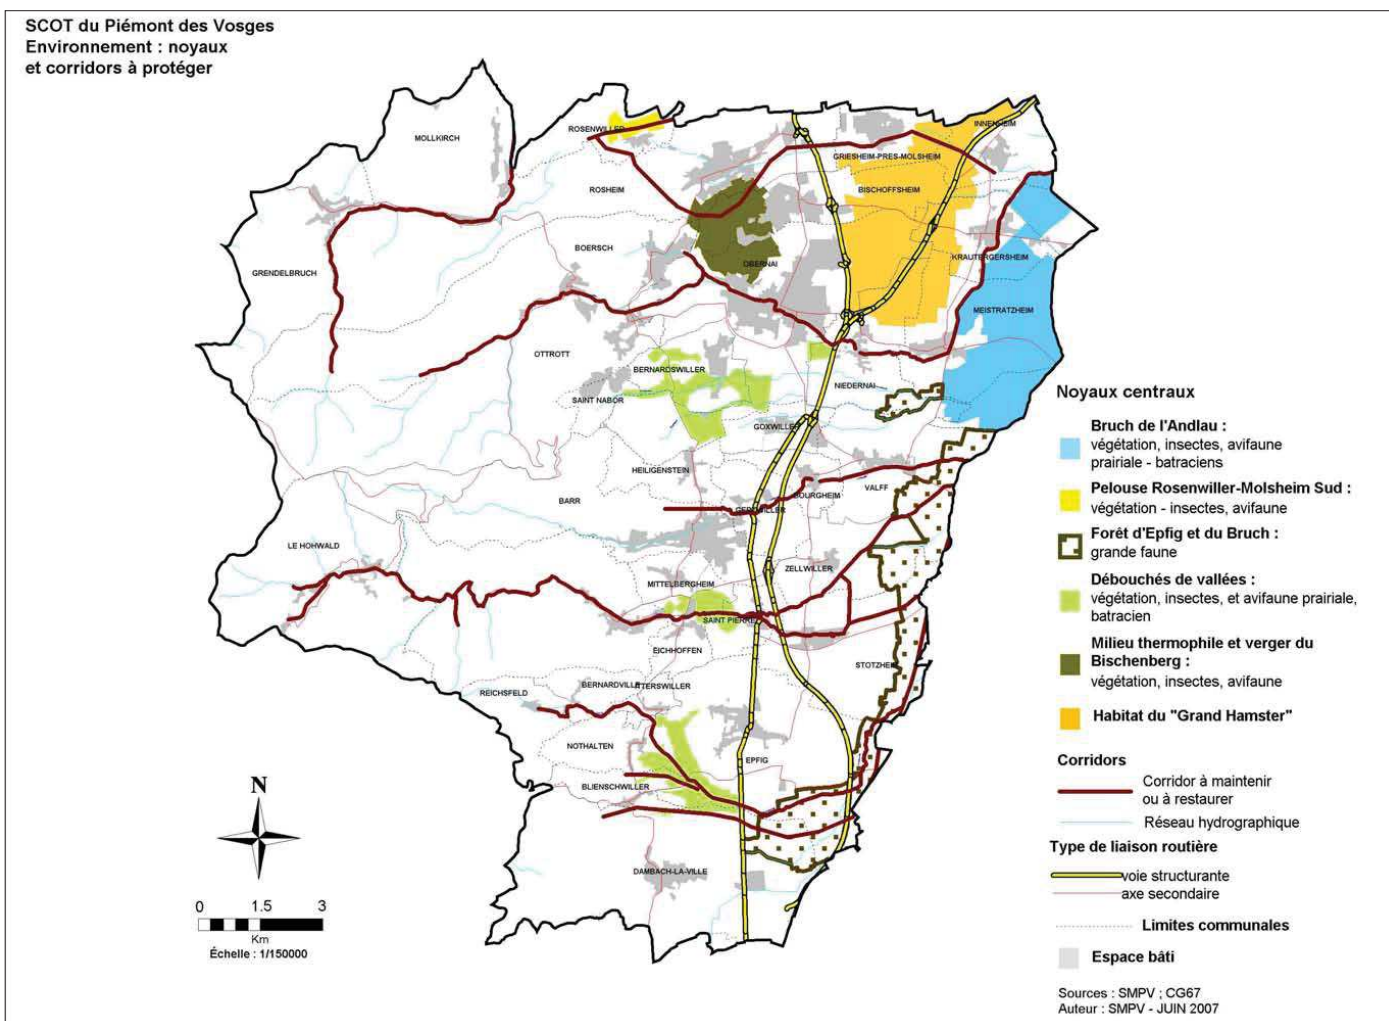 SCOT du Piémont des Vosges
Environnement : noyaux
et corridors à protéger
MOLLKIRCH
ROSENWILLER
INNENHEIM
GRIESHEIM-PRES-MOLSHEIM
ROSHEIM
BISCHOFFSHEIM
BOERSCH
OBERNAI
KRAUTERGERSHEIM
GRENDELBRUCH
MEISTRATZHEIM
OTTROTT
BERNARDSWILLER
NIEDERNAI
SAINT NABOR
GOXWILLER
HEILIGENSTEIN
BARR
BOURGHEIM
VALFF
GERTWILLER
LE HOHWALD
ZELLWILLER
MITTELBERGHEIM
SAINT PIERRE
EICHHOFFEN
STOTZHEIM
REICHSFELD
BERNARDVILLE
ITTERSWILLER
NOTHALTEN
EPFIG
BLIENSCHWILLER
DAMBACH-LA-VILLE
N
0 1.5 3
Km
Échelle : 1/150000
Noyaux centraux
Bruch de l'Andlau :
végétation, insectes, avifaune
prairiale - batraciens
Pelouse Rosenwiller-Molsheim Sud :
végétation - insectes, avifaune
Forêt d'Epfig et du Bruch :
grande faune
Débouchés de vallées :
végétation, insectes, et avifaune prairiale,
batracien
Milieu thermophile et verger du
Bischenberg :
végétation, insectes, avifaune
Habitat du "Grand Hamster"
Corridors
Corridor à maintenir
ou à restaurer
Réseau hydrographique
Type de liaison routière
voie structurante
axe secondaire
Limites communales
Espace bâti
Sources : SMPV ; CG67
Auteur : SMPV - JUIN 2007